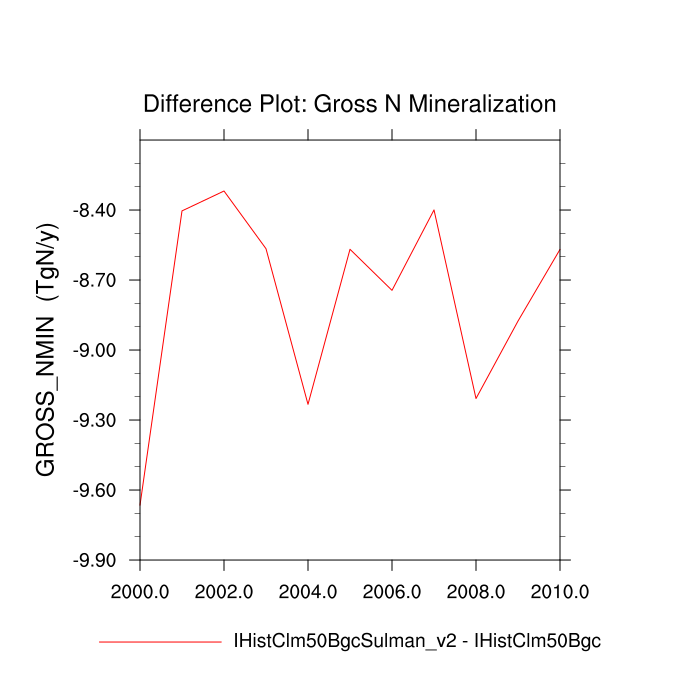 Difference Plot: Gross N Mineralization
GROSS_NMIN (TgN/y)
-8.40
-8.70
-9.00
-9.30
-9.60
-9.90
2000.0 2002.0 2004.0 2006.0 2008.0 2010.0
IHistClm50BgcSulman_v2 - IHistClm50Bgc